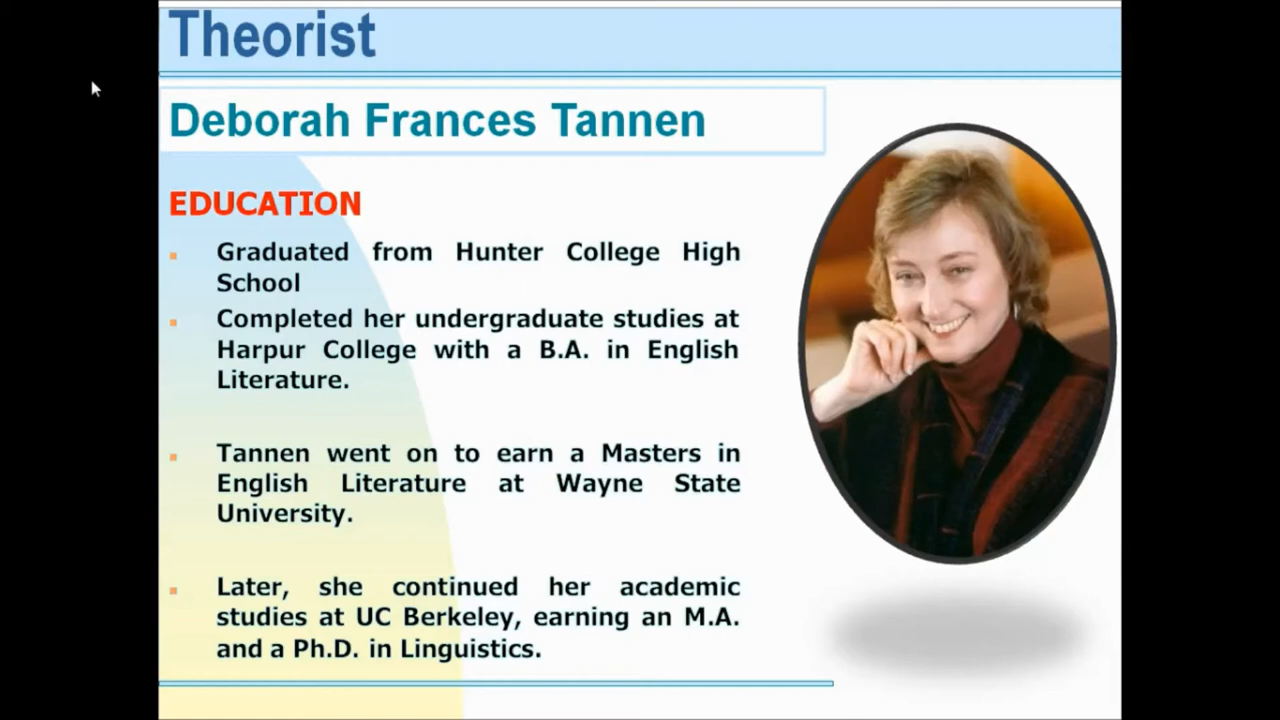 Theorist
Deborah Frances Tannen
EDUCATION
Graduated from Hunter College High
School
Completed her undergraduate studies at
Harpur College with a B.A. in English
Literature.
Tannen went on to earn a Masters in
English Literature at Wayne State
University.
Later, she continued her academic
studies at UC Berkeley, earning an M.A.
and a Ph.D. in Linguistics.